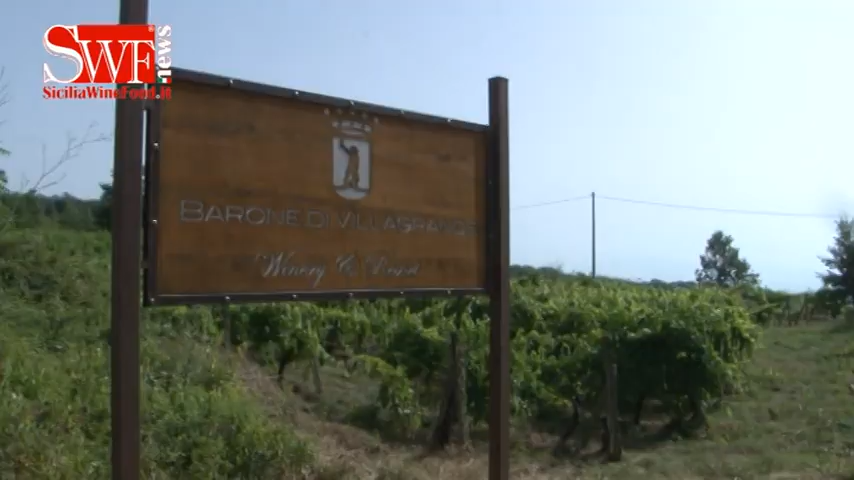 SWF
®
news
SiciliaWineFood.it
BARONE DI VILLAGRANDE
Winery & Resort